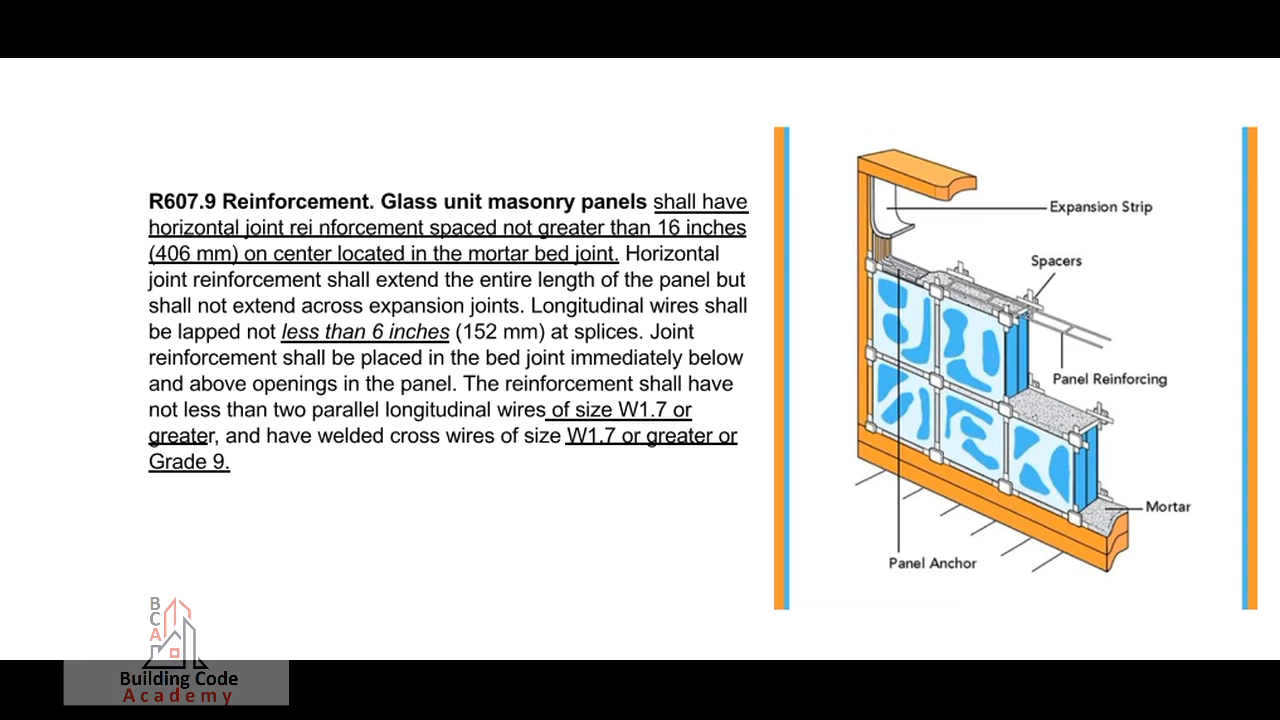 R607.9 Reinforcement. Glass unit masonry panels shall have
horizontal joint rei nforcement spaced not greater than 16 inches
(406 mm) on center located in the mortar bed joint. Horizontal
joint reinforcement shall extend the entire length of the panel but
shall not extend across expansion joints. Longitudinal wires shall
be lapped not less than 6 inches (152 mm) at splices. Joint
reinforcement shall be placed in the bed joint immediately below
and above openings in the panel. The reinforcement shall have
not less than two parallel longitudinal wires of size W1.7 or
greater, and have welded cross wires of size W1.7 or greater or
Grade 9.
Expansion Strip
Spacers
Panel Reinforcing
Mortar
Panel Anchor
BCA
Building Code
Academy